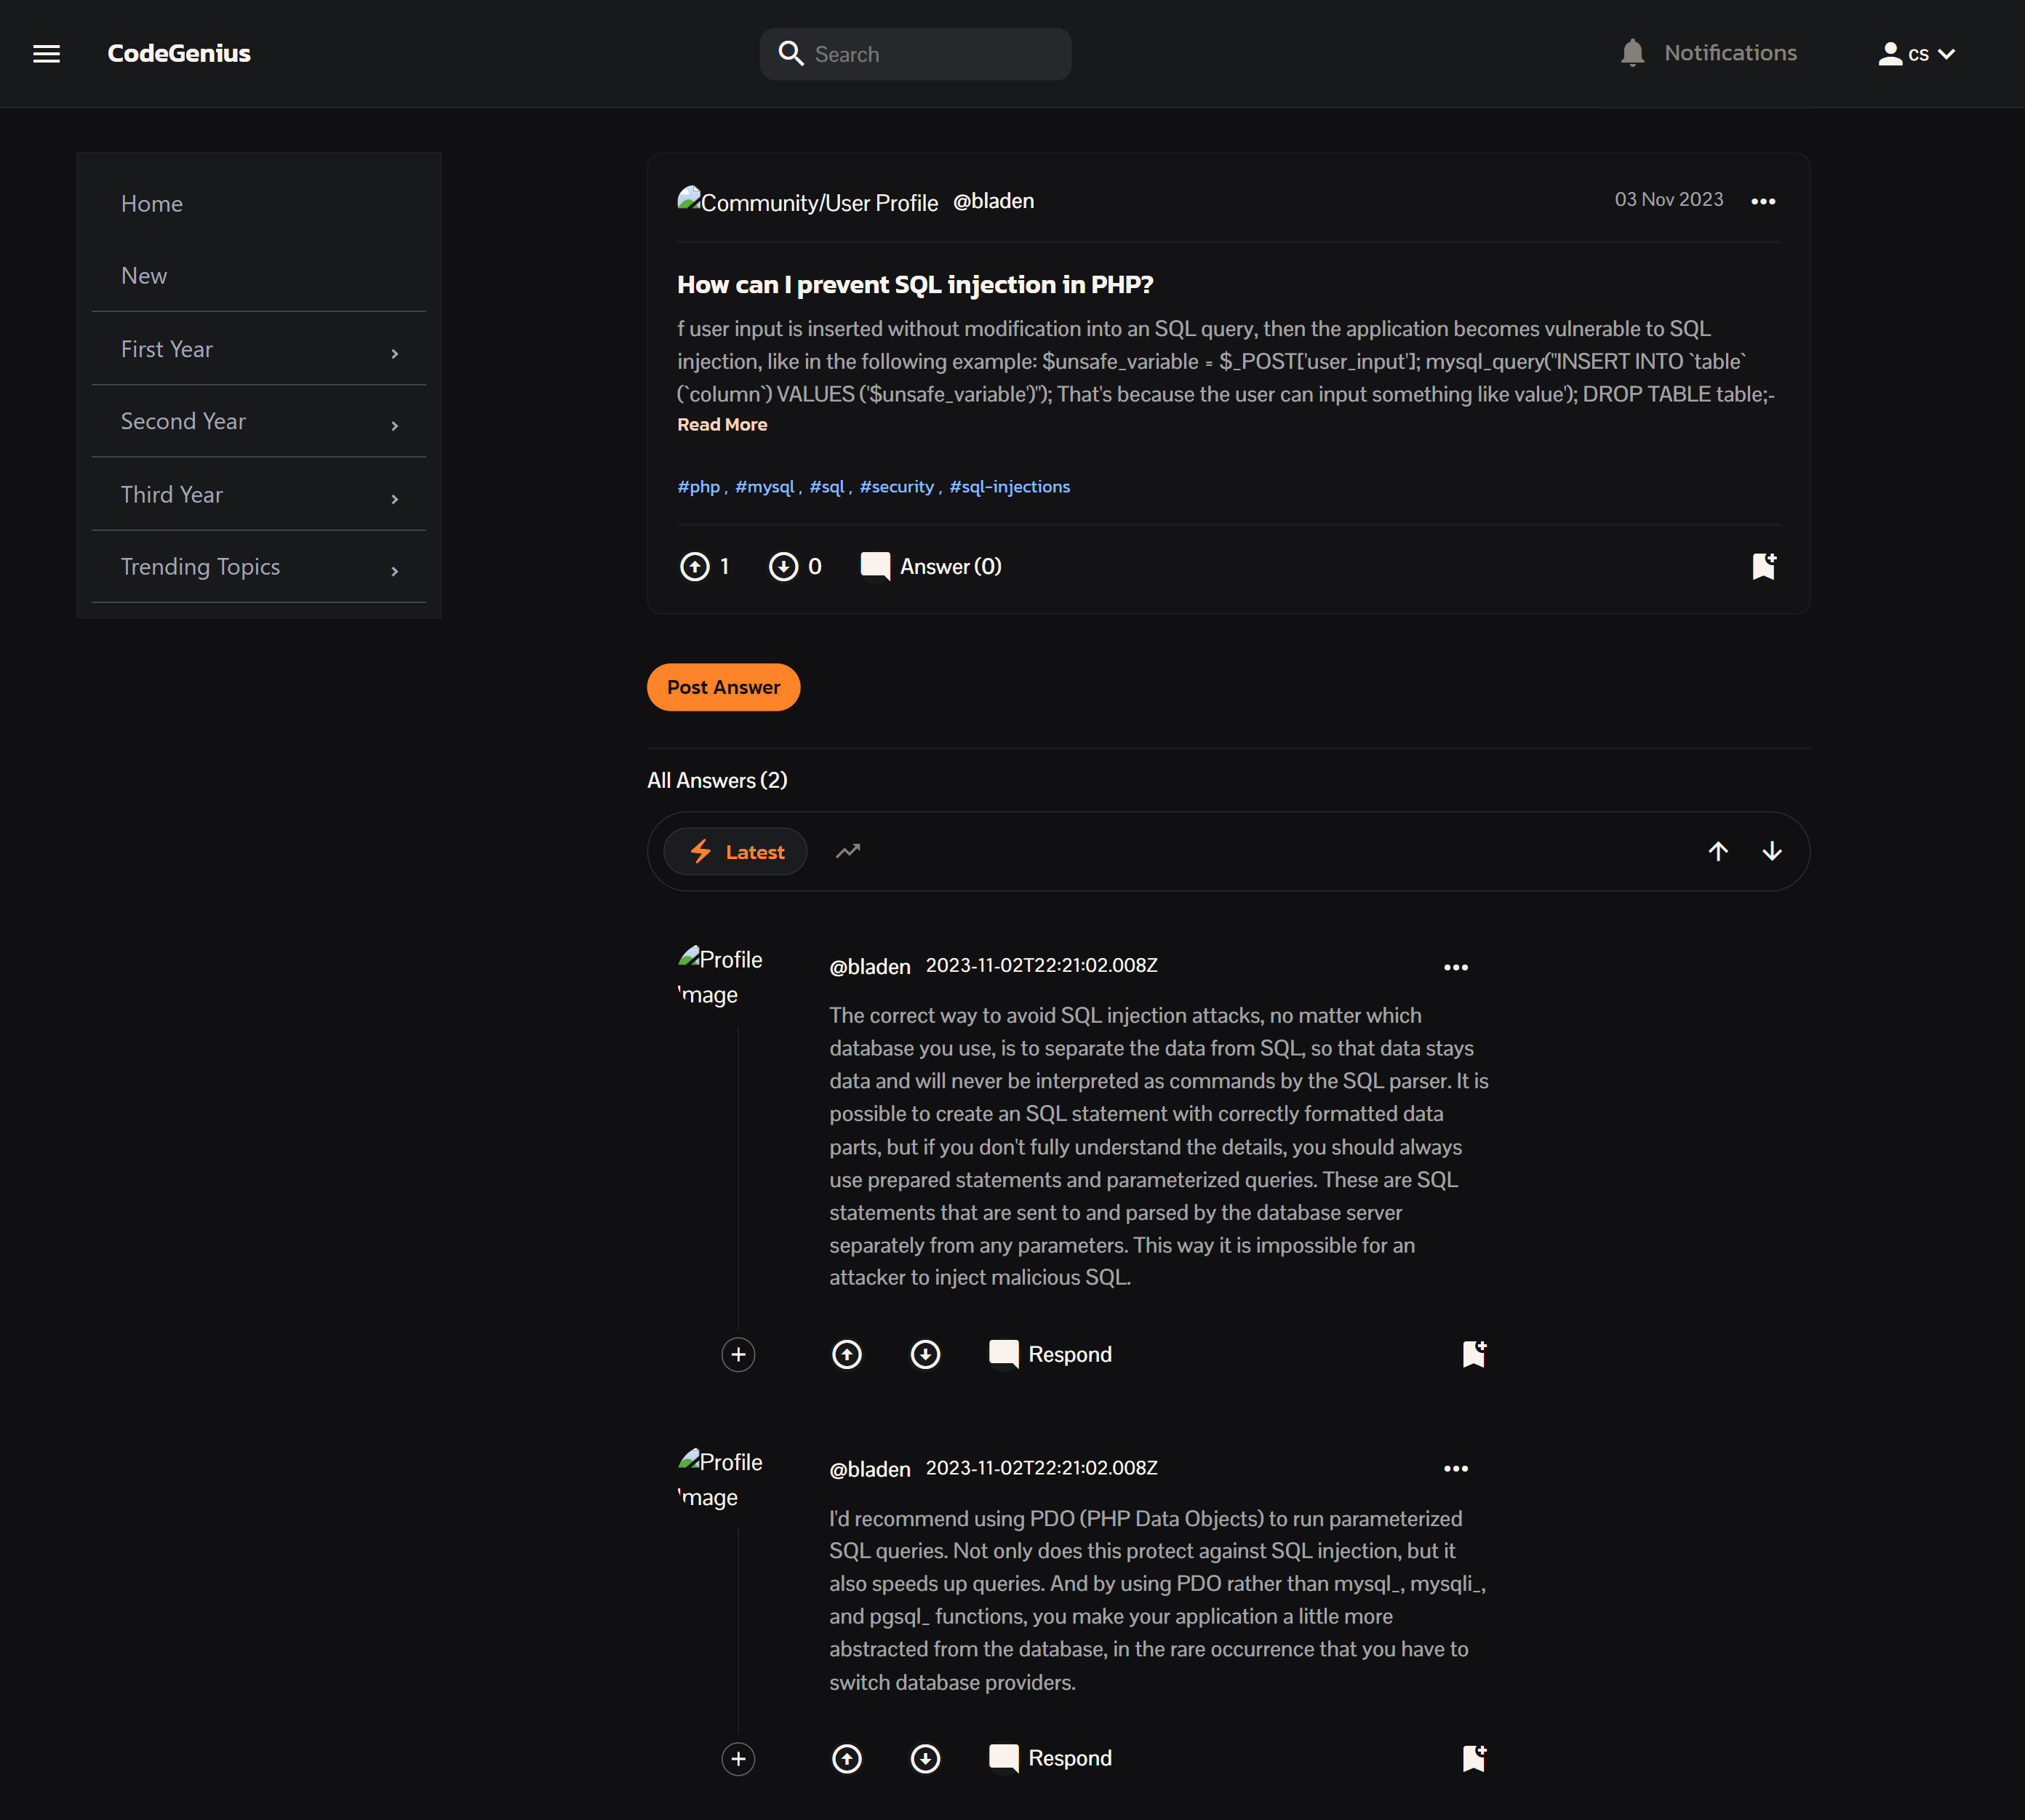 CodeGenius
Search
Notifications
cs
Home
New
First Year
Second Year
Third Year
Trending Topics
Community/User Profile @bladen
03 Nov 2023
How can I prevent SQL injection in PHP?
f user input is inserted without modification into an SQL query, then the application becomes vulnerable to SQL
injection, like in the following example: $unsafe_variable = $_POST['user_input']; mysql_query("INSERT INTO `table`
(`column`) VALUES ('$unsafe_variable')"); That's because the user can input something like value'); DROP TABLE table;-
Read More
#php , #mysql , #sql , #security , #sql-injections
1
0
Answer (0)
Post Answer
All Answers (2)
Latest
Profile
Image
@bladen 2023-11-02T22:21:02.008Z
The correct way to avoid SQL injection attacks, no matter which
database you use, is to separate the data from SQL, so that data stays
data and will never be interpreted as commands by the SQL parser. It is
possible to create an SQL statement with correctly formatted data
parts, but if you don't fully understand the details, you should always
use prepared statements and parameterized queries. These are SQL
statements that are sent to and parsed by the database server
separately from any parameters. This way it is impossible for an
attacker to inject malicious SQL.
Respond
Profile
Image
@bladen 2023-11-02T22:21:02.008Z
I'd recommend using PDO (PHP Data Objects) to run parameterized
SQL queries. Not only does this protect against SQL injection, but it
also speeds up queries. And by using PDO rather than mysql_, mysqli_,
and pgsql_ functions, you make your application a little more
abstracted from the database, in the rare occurrence that you have to
switch database providers.
Respond